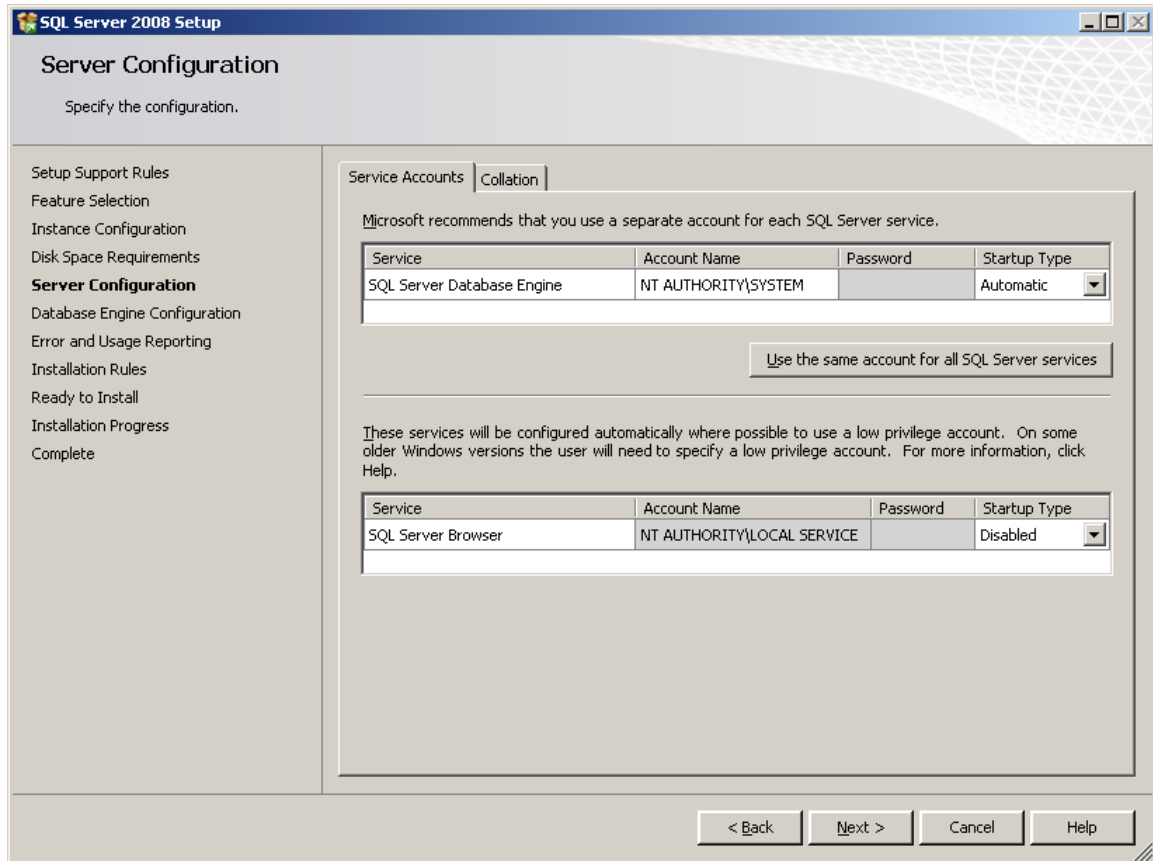 SQL Server 2008 Setup
Server Configuration
Specify the configuration.
Setup Support Rules
Feature Selection
Instance Configuration
Disk Space Requirements
Server Configuration
Database Engine Configuration
Error and Usage Reporting
Installation Rules
Ready to Install
Installation Progress
Complete
Service Accounts Collation
Microsoft recommends that you use a separate account for each SQL Server service.
Service Account Name Password Startup Type
SQL Server Database Engine NT AUTHORITY\SYSTEM Automatic
Use the same account for all SQL Server services
These services will be configured automatically where possible to use a low privilege account. On some
older Windows versions the user will need to specify a low privilege account. For more information, click
Help.
Service Account Name Password Startup Type
SQL Server Browser NT AUTHORITY\LOCAL SERVICE Disabled
< Back Next > Cancel Help